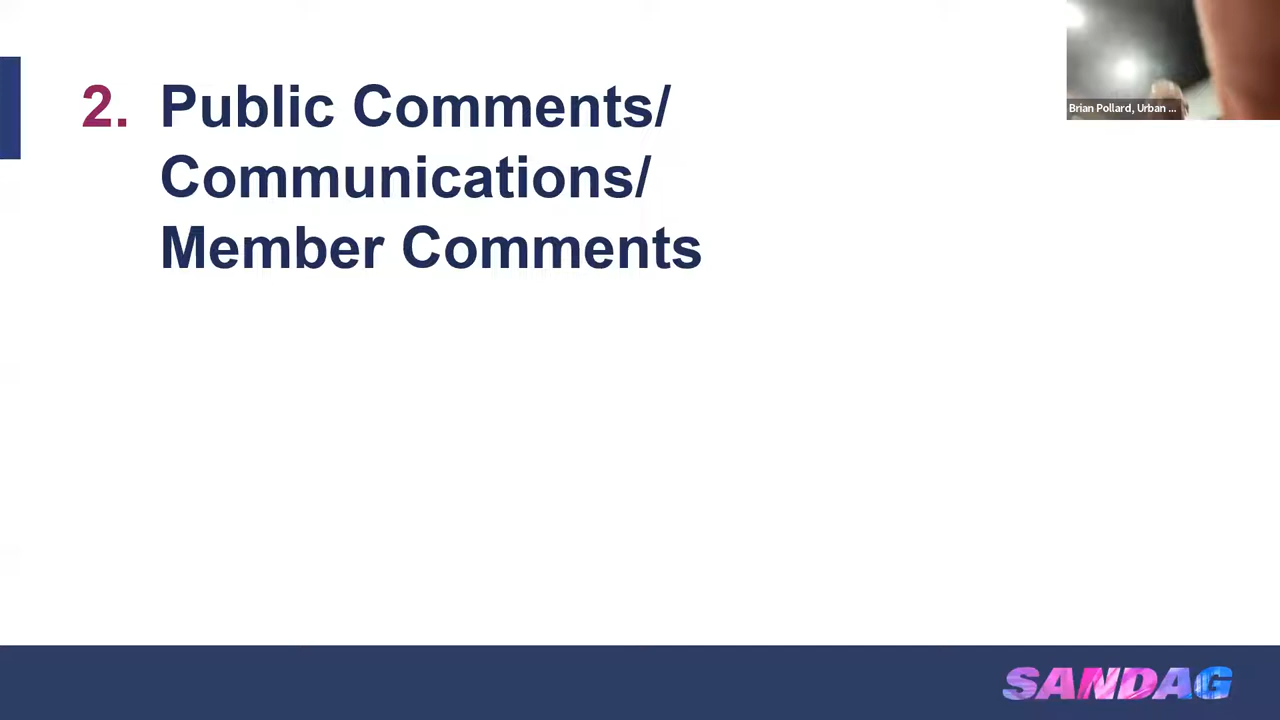 2. Public Comments/
Communications/
Member Comments
Brian Pollard, Urban ...
SANDAG